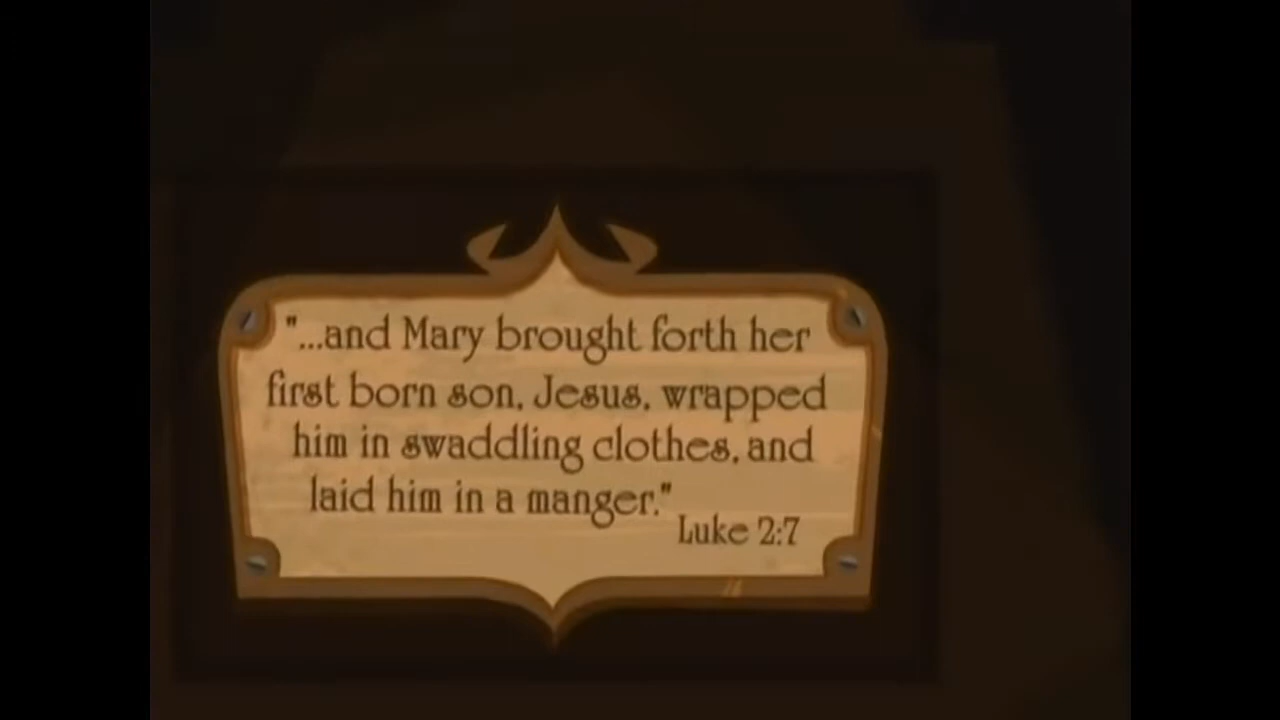 "...and Mary brought forth her
first born son, Jesus, wrapped
him in swaddling clothes, and
laid him in a manger."
Luke 2:7